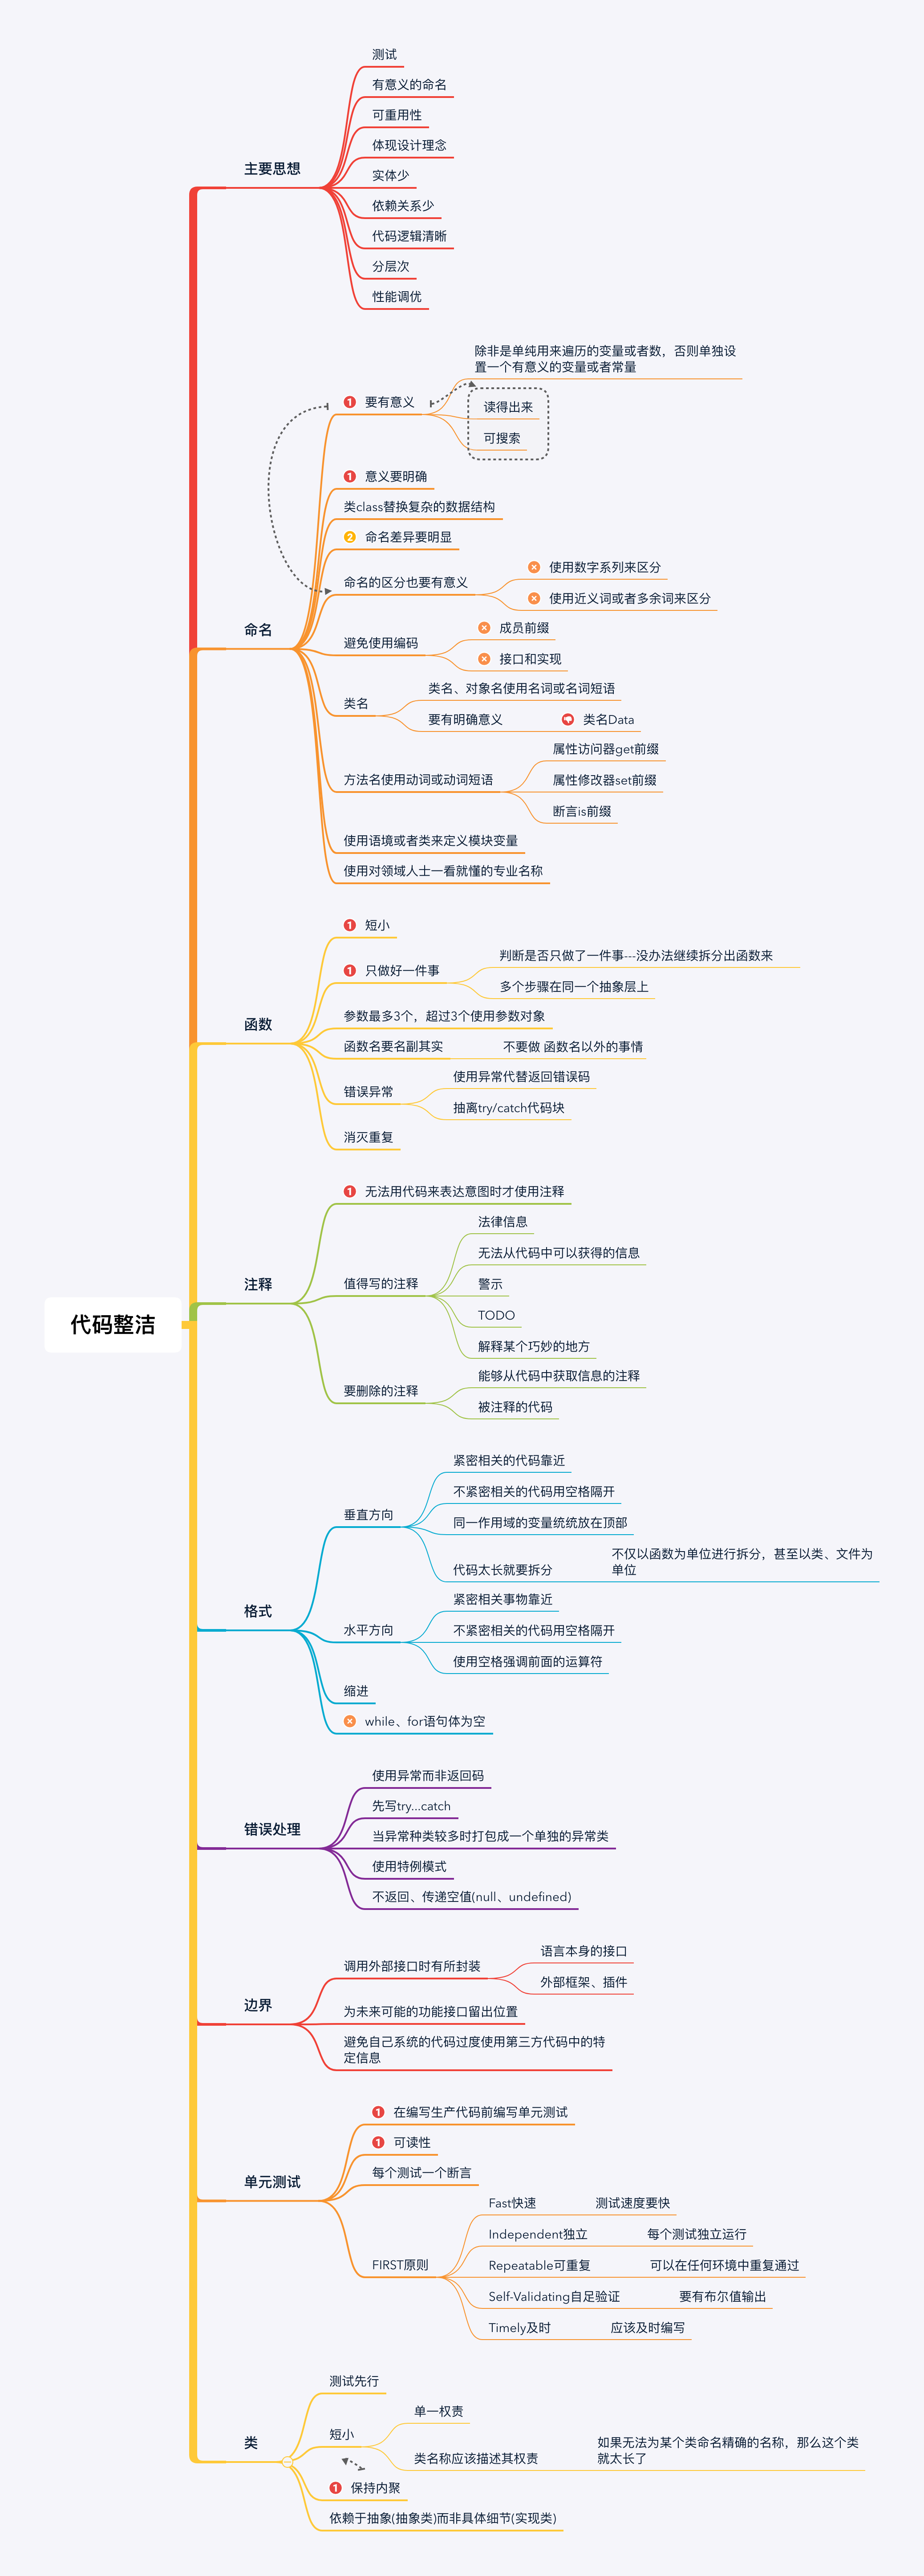 代码整洁
主要思想
测试
有意义的命名
可重用性
体现设计理念
实体少
依赖关系少
代码逻辑清晰
分层次
性能调优
命名
1 要有意义
除非是单纯用来遍历的变量或者数，否则单独设
置一个有意义的变量或者常量
读得出来
可搜索
1 意义要明确
类class替换复杂的数据结构
2 命名差异要明显
命名的区分也要有意义
使用数字系列来区分
使用近义词或者多余词来区分
避免使用编码
成员前缀
接口和实现
类名
类名、对象名使用名词或名词短语
要有明确意义
类名Data
方法名使用动词或动词短语
属性访问器get前缀
属性修改器set前缀
断言is前缀
使用语境或者类来定义模块变量
使用对领域人士一看就懂的专业名称
函数
1 短小
1 只做好一件事
判断是否只做了一件事---没办法继续拆分出函数来
多个步骤在同一个抽象层上
参数最多3个，超过3个使用参数对象
函数名要名副其实
不要做 函数名以外的事情
错误异常
使用异常代替返回错误码
抽离try/catch代码块
消灭重复
注释
1 无法用代码来表达意图时才使用注释
值得写的注释
法律信息
无法从代码中可以获得的信息
警示
TODO
解释某个巧妙的地方
要删除的注释
能够从代码中获取信息的注释
被注释的代码
格式
垂直方向
紧密相关的代码靠近
不紧密相关的代码用空格隔开
同一作用域的变量统统放在顶部
代码太长就要拆分
不仅以函数为单位进行拆分，甚至以类、文件为
单位
水平方向
紧密相关事物靠近
不紧密相关的代码用空格隔开
使用空格强调前面的运算符
缩进
while、for语句体为空
错误处理
使用异常而非返回码
先写try...catch
当异常种类较多时打包成一个单独的异常类
使用特例模式
不返回、传递空值(null、undefined)
边界
调用外部接口时有所封装
语言本身的接口
外部框架、插件
为未来可能的功能接口留出位置
避免自己系统的代码过度使用第三方代码中的特
定信息
单元测试
1 在编写生产代码前编写单元测试
1 可读性
每个测试一个断言
FIRST原则
Fast快速
测试速度要快
Independent独立
每个测试独立运行
Repeatable可重复
可以在任何环境中重复通过
Self-Validating自足验证
要有布尔值输出
Timely及时
应该及时编写
类
测试先行
短小
单一权责
类名称应该描述其权责
如果无法为某个类命名精确的名称，那么这个类
就太长了
1 保持内聚
依赖于抽象(抽象类)而非具体细节(实现类)